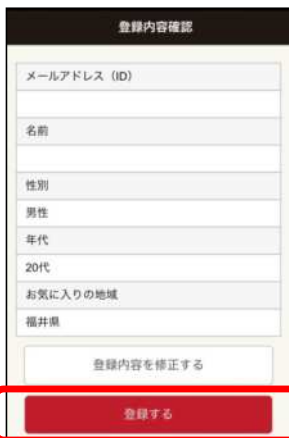 登録内容確認
メールアドレス（ID）
名前
性別
男性
年代
20代
お気に入りの地域
福井県
登録内容を修正する
登録する